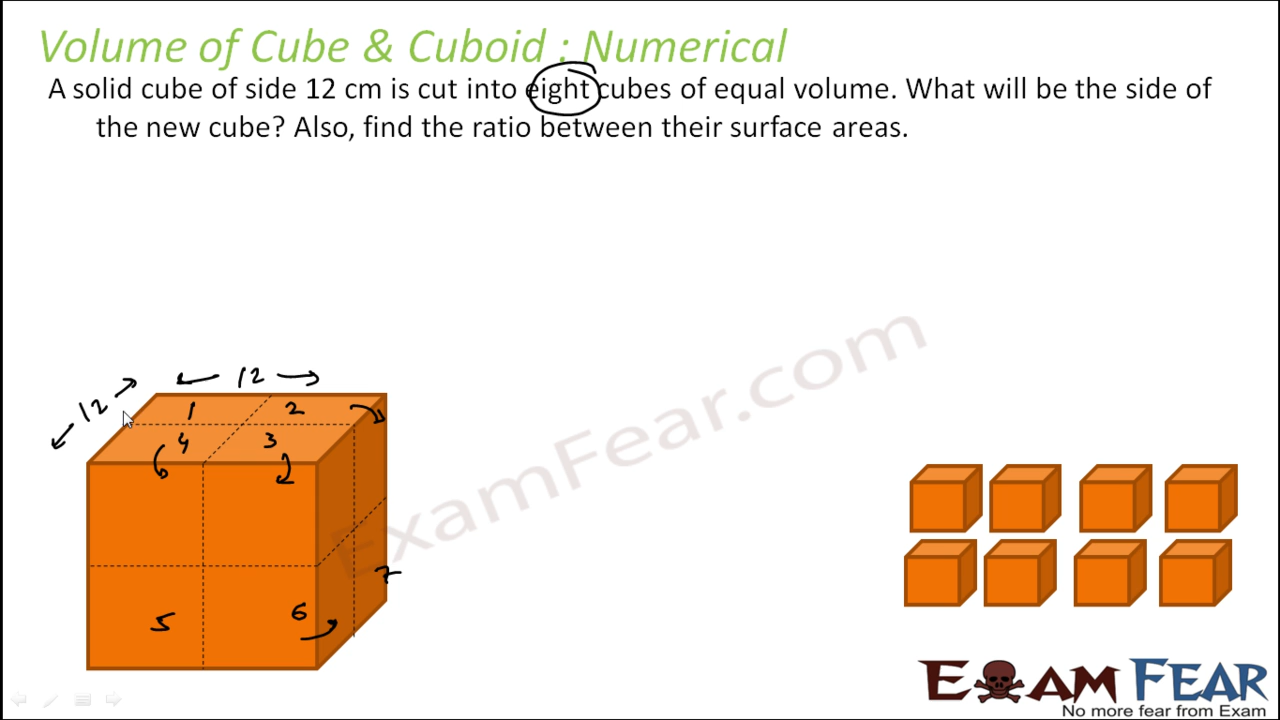 Volume of Cube & Cuboid : Numerical
A solid cube of side 12 cm is cut into eight cubes of equal volume. What will be the side of
the new cube? Also, find the ratio between their surface areas.
12
12
1
2
4
3
5
6
7
ExamFear.com
EXAM FEAR
No more fear from Exam